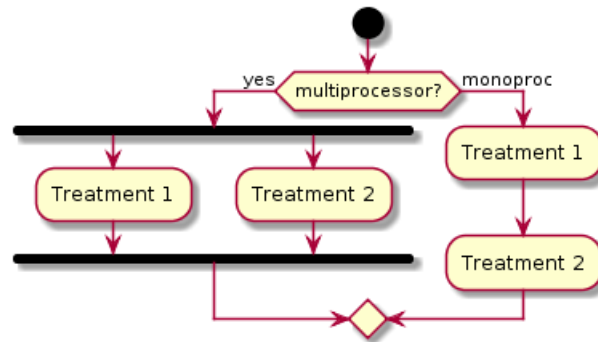 yes
multiprocessor?
monoproc
Treatment 1
Treatment 2
Treatment 1
Treatment 2